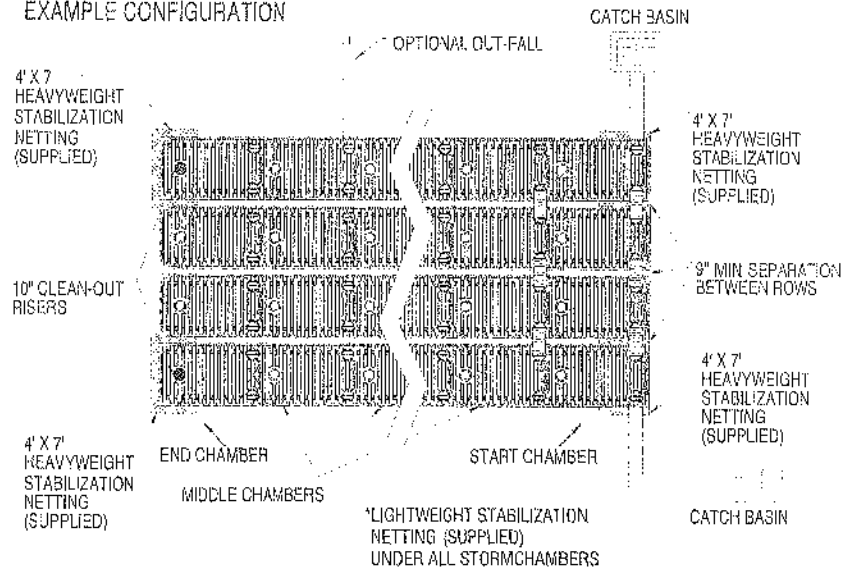 EXAMPLE CONFIGURATION
CATCH BASIN
OPTIONAL OUT-FALL
4' X 7'
HEAVYWEIGHT
STABILIZATION
NETTING
(SUPPLIED)
4' X 7'
HEAVYWEIGHT
STABILIZATION
NETTING
(SUPPLIED)
10" CLEAN-OUT
RISERS
9" MIN SEPARATION
BETWEEN ROWS
4' X 7'
HEAVYWEIGHT
STABILIZATION
NETTING
(SUPPLIED)
4' X 7'
HEAVYWEIGHT
STABILIZATION
NETTING
(SUPPLIED)
END CHAMBER
START CHAMBER
MIDDLE CHAMBERS
*LIGHTWEIGHT STABILIZATION
NETTING (SUPPLIED)
UNDER ALL STORMCHAMBERS
CATCH BASIN